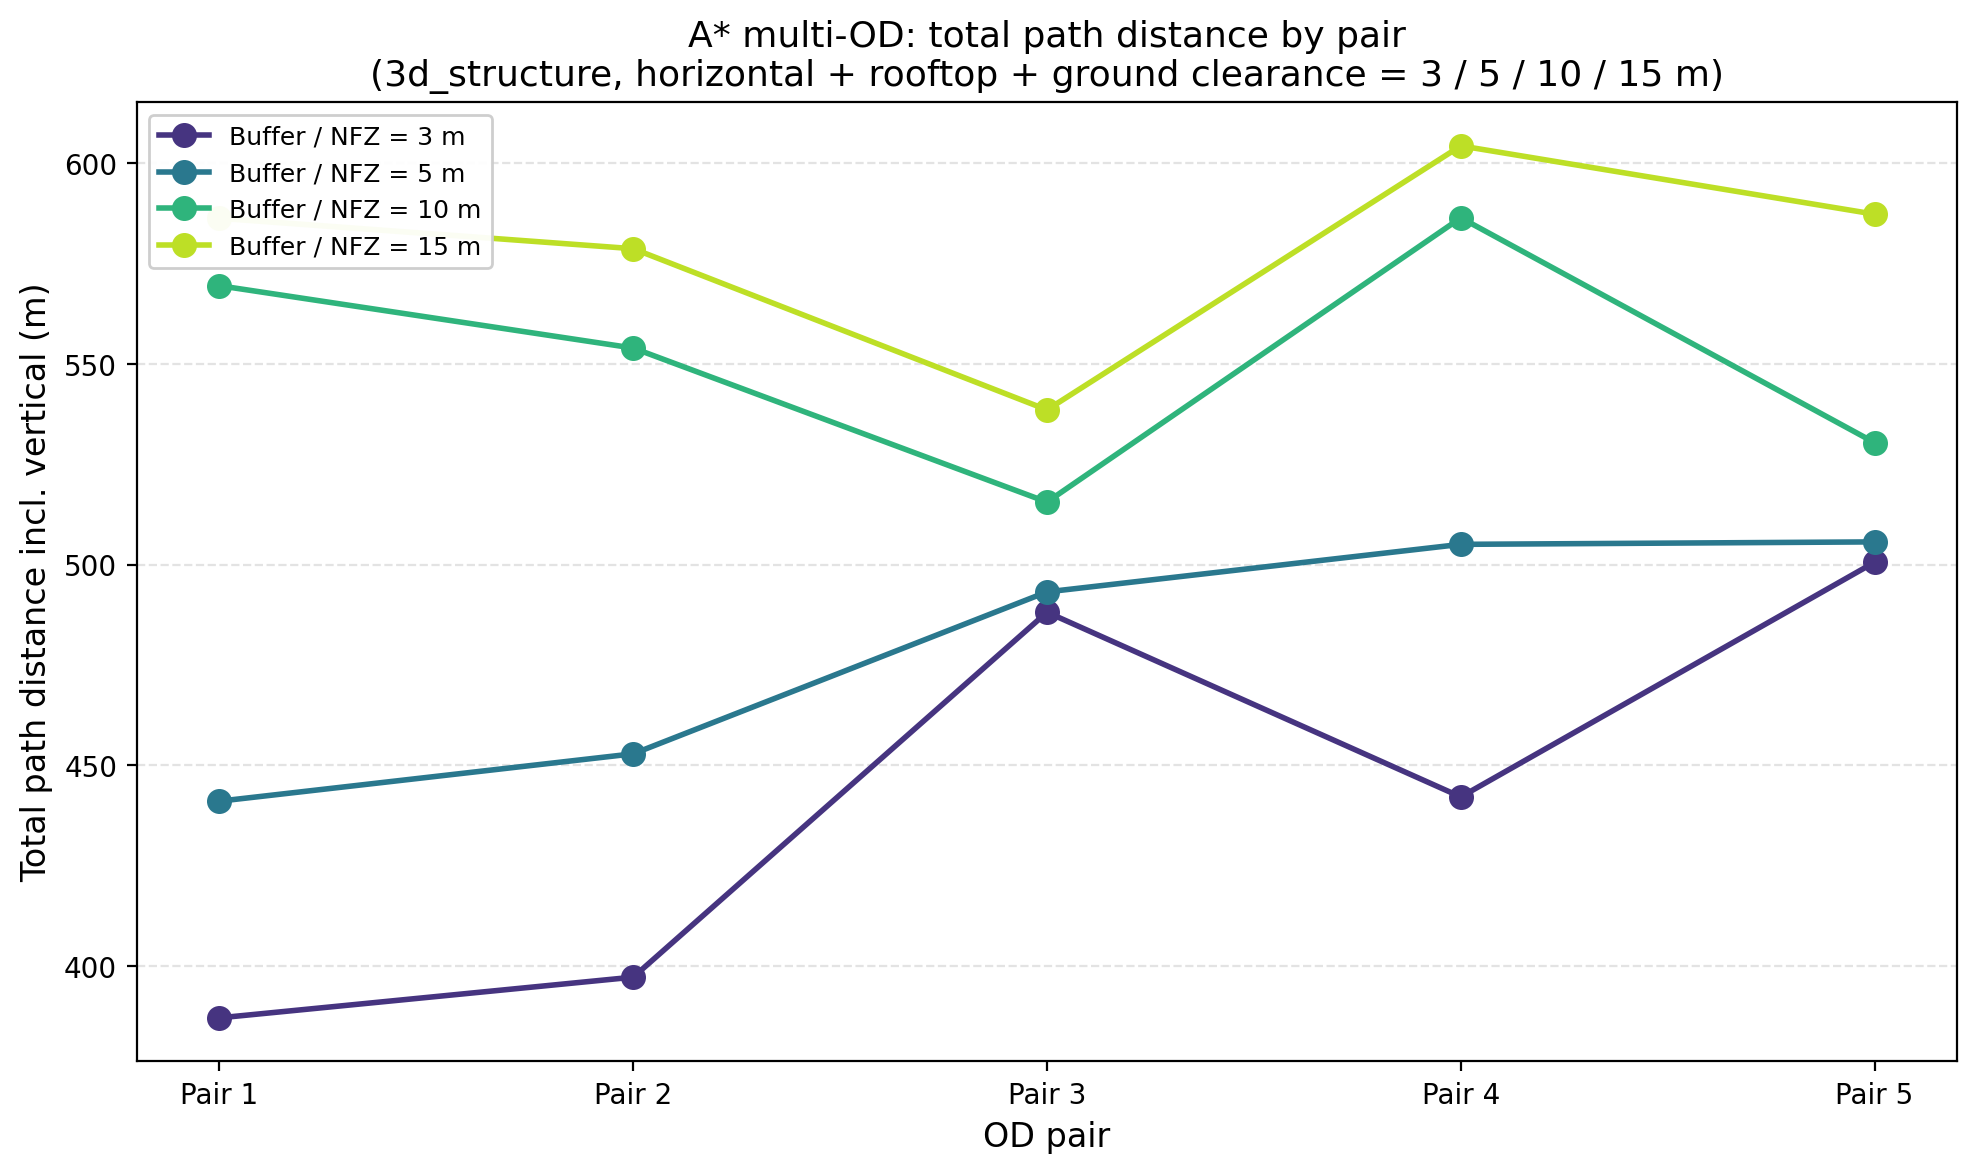 A* multi-OD: total path distance by pair
(3d_structure, horizontal + rooftop + ground clearance = 3 / 5 / 10 / 15 m)
Buffer / NFZ = 3 m
Buffer / NFZ = 5 m
Buffer / NFZ = 10 m
Buffer / NFZ = 15 m
Total path distance incl. vertical (m)
600
550
500
450
400
Pair 1
Pair 2
Pair 3
Pair 4
Pair 5
OD pair